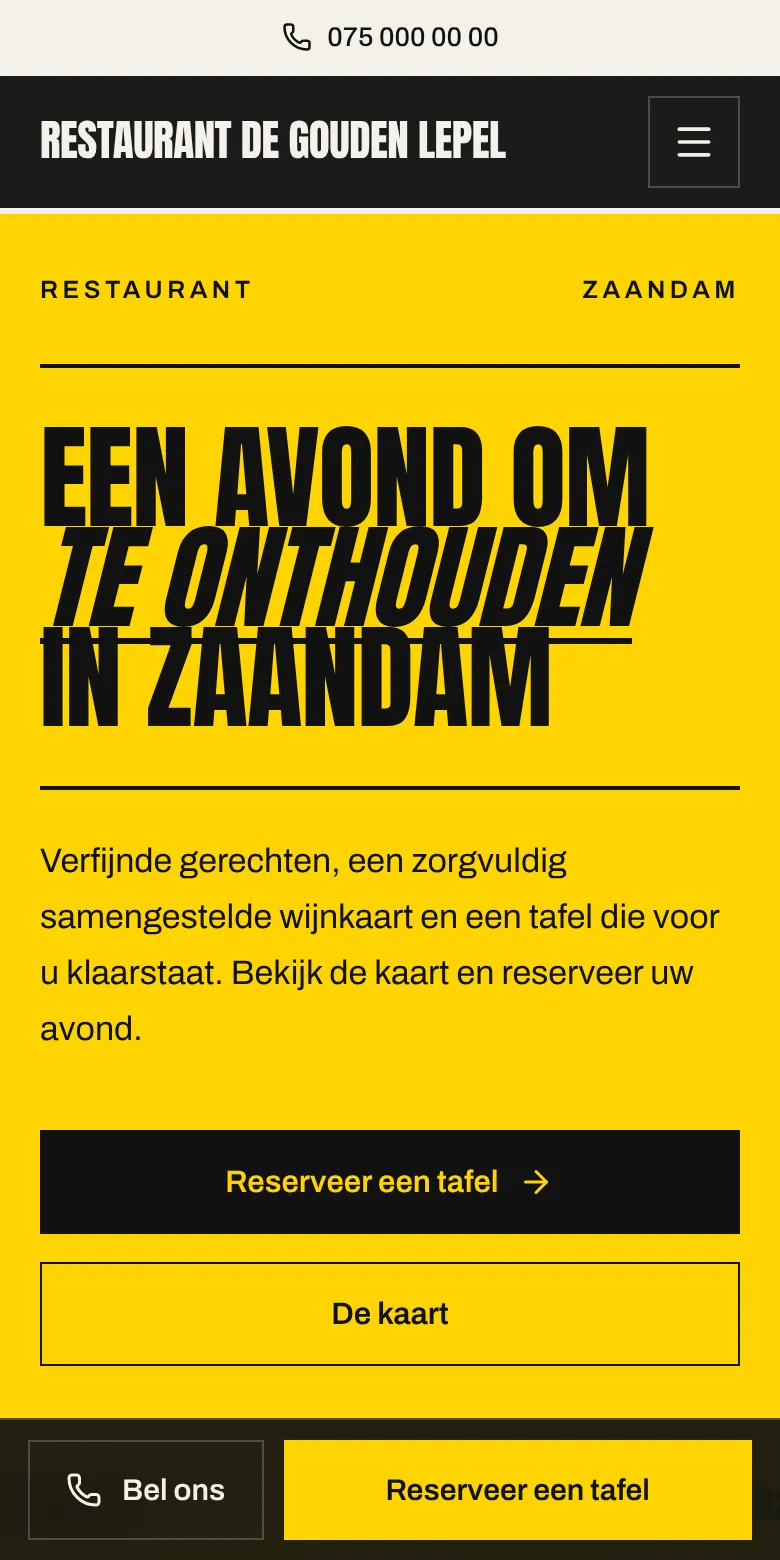 075 000 00 00
RESTAURANT DE GOUDEN LEPEL
RESTAURANT ZAANDAM
EEN AVOND OM
TE ONTHOUDEN
IN ZAANDAM
Verfijnde gerechten, een zorgvuldig
samengestelde wijnkaart en een tafel die voor
u klaarstaat. Bekijk de kaart en reserveer uw
avond.
Reserveer een tafel
De kaart
Bel ons
Reserveer een tafel